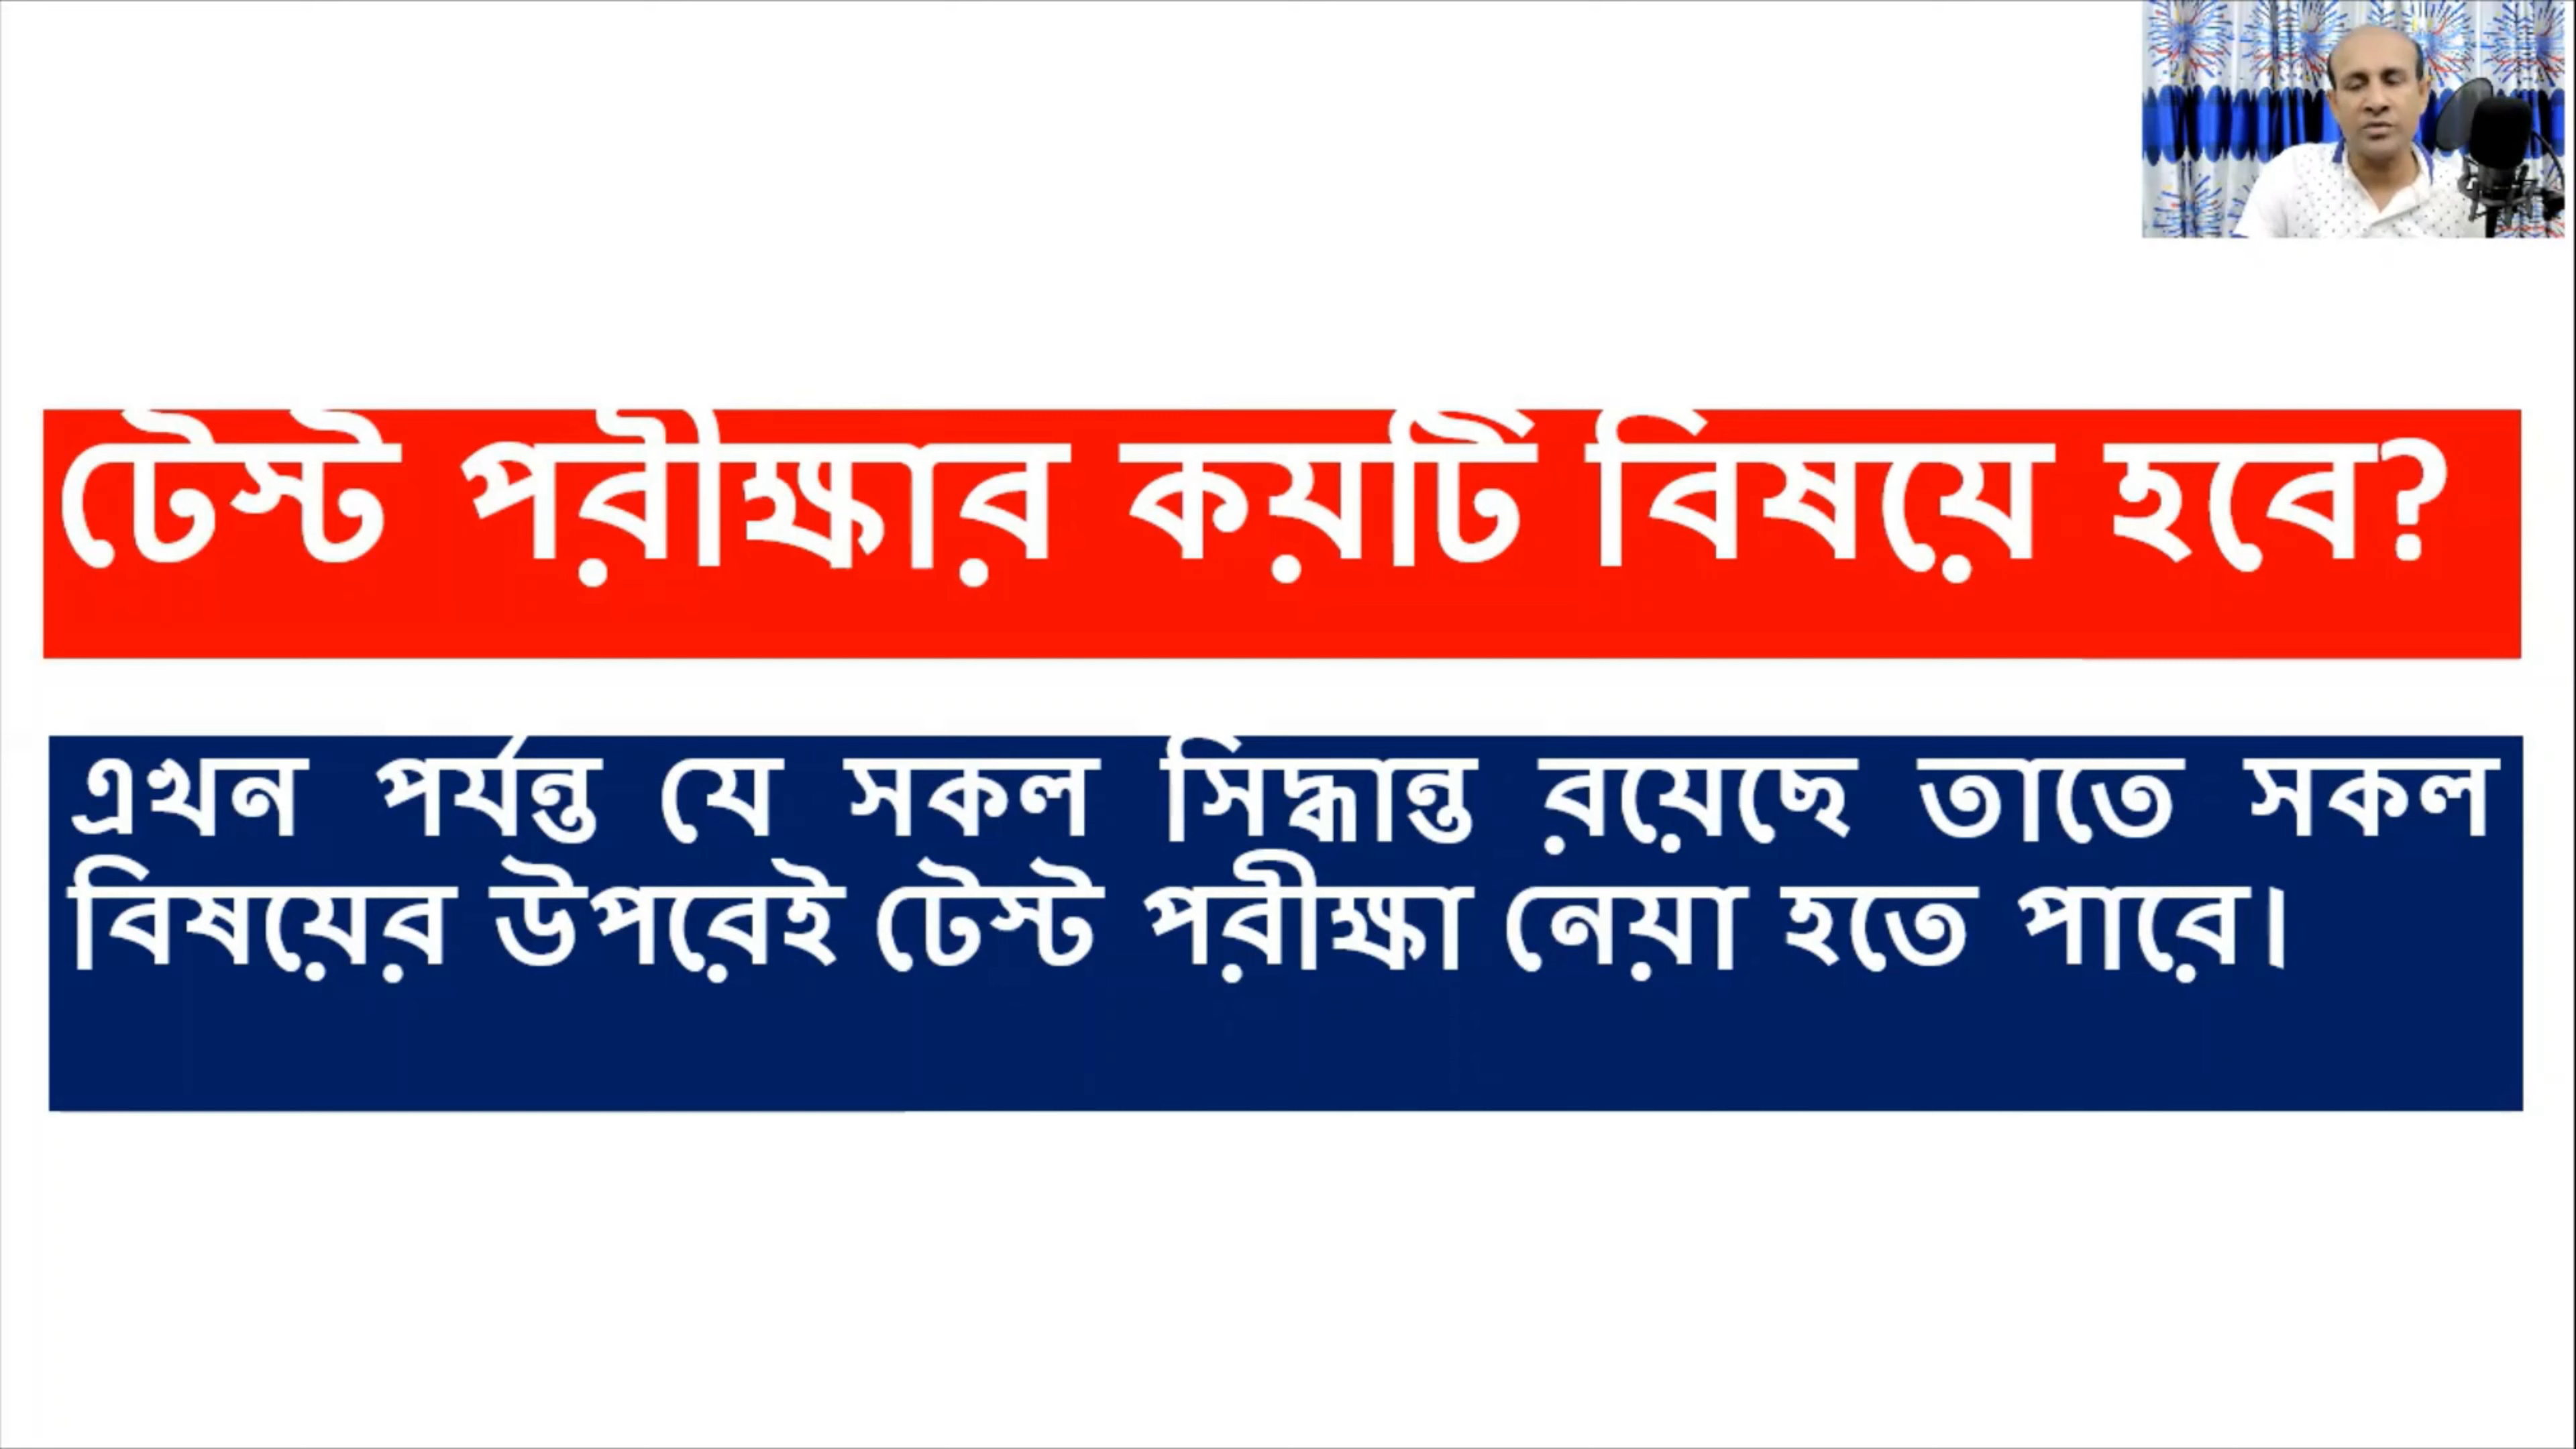 টেস্ট পরীক্ষার কয়টি বিষয়ে হবে?
এখন পর্যন্ত যে সকল সিদ্ধান্ত রয়েছে তাতে সকল
বিষয়ের উপরেই টেস্ট পরীক্ষা নেয়া হতে পারে।